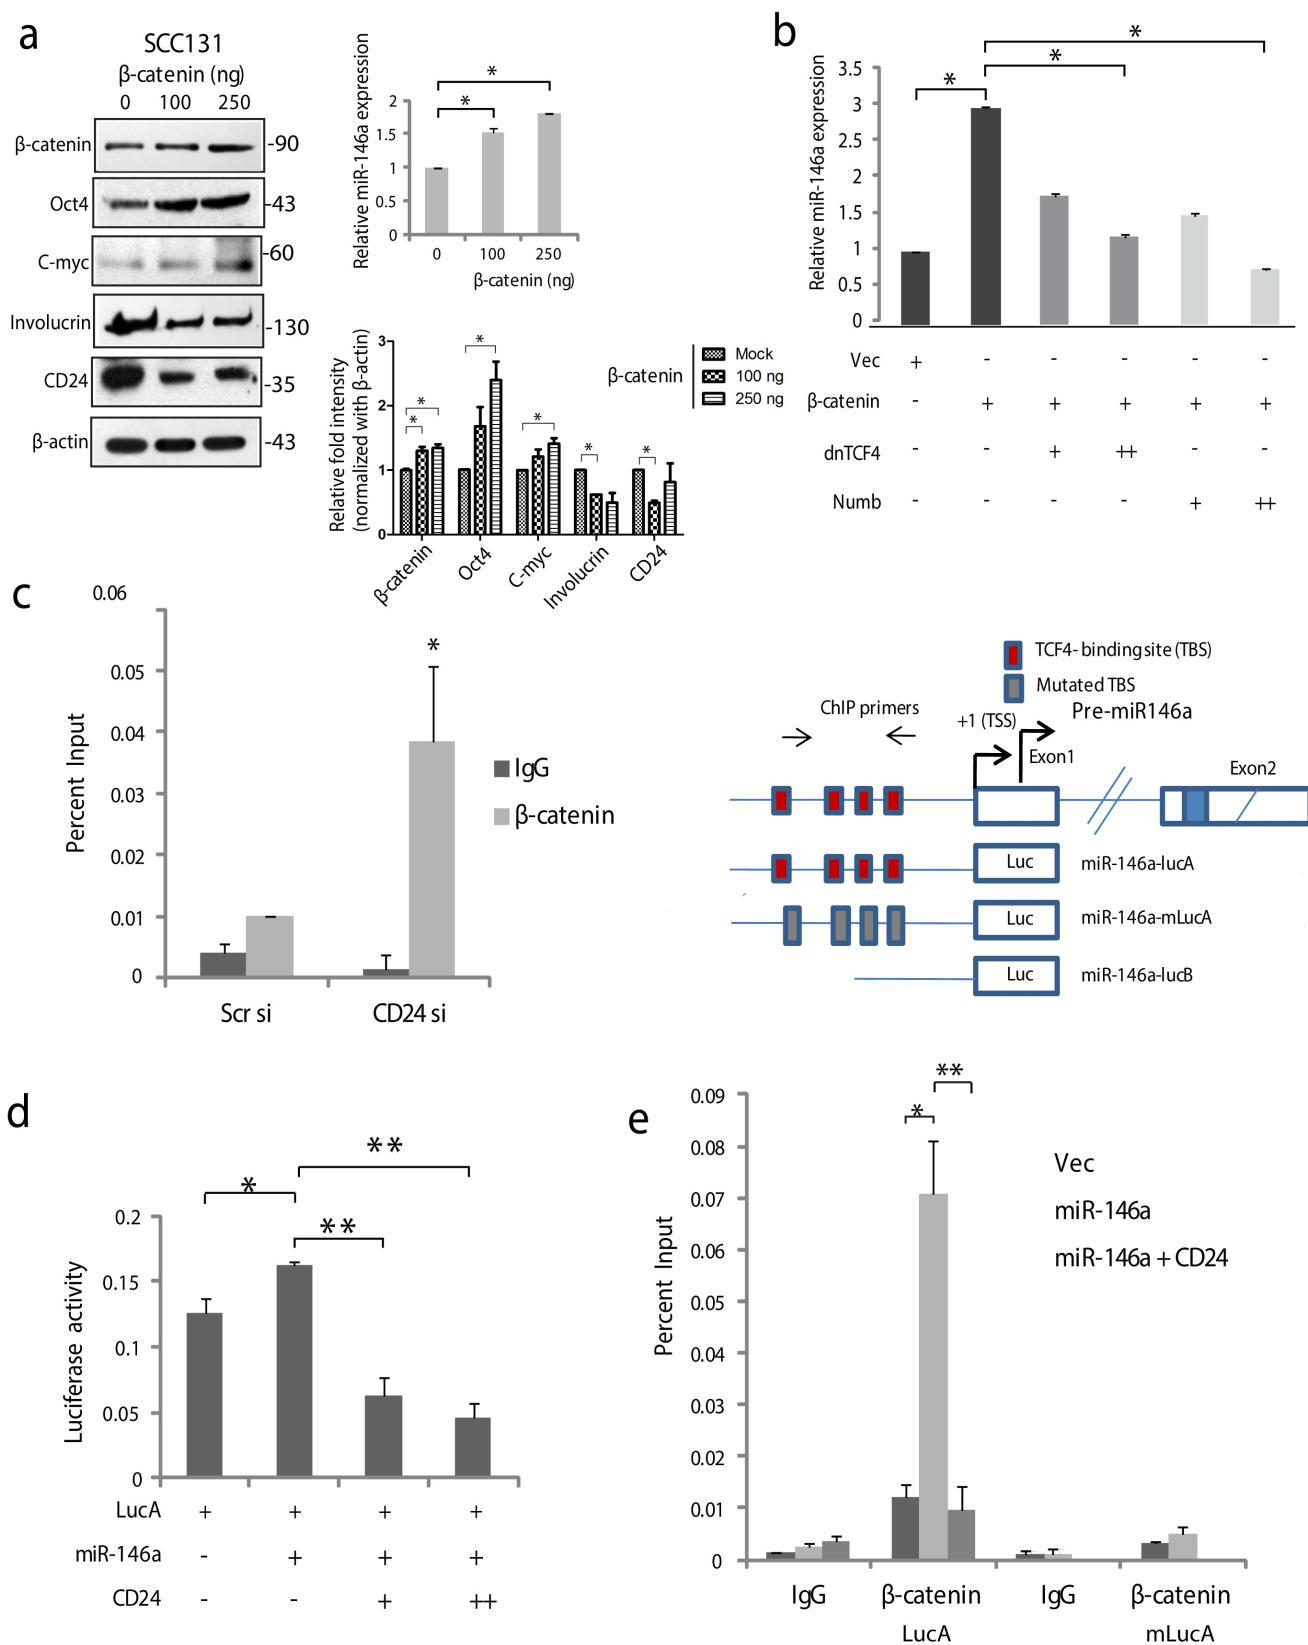 a
SCC131
β-catenin (ng)
0 100 250
β-catenin -90
Oct4 -43
C-myc -60
Involucrin -130
CD24 -35
β-actin -43
Relative miR-146a expression
2
1.5
1
0.5
0
* *
0 100 250
β-catenin (ng)
Relative fold intensity
(normalized with β-actin)
3
2
1
0
* * * * * *
β-catenin Oct4 C-myc Involucrin CD24
β-catenin
Mock
100 ng
250 ng
b
Relative miR-146a expression
3.5
3
2.5
2
1.5
1
0.5
0
* * *
Vec + - - - - -
β-catenin - + + + + +
dnTCF4 - - + ++ - -
Numb - - - - + ++
c
Percent Input
0.06
0.05
0.04
0.03
0.02
0.01
0
*
Scr si CD24 si
IgG
β-catenin
TCF4-binding site (TBS)
Mutated TBS
ChIP primers
+1 (TSS)
Pre-miR146a
Exon1
Exon2
Luc miR-146a-lucA
Luc miR-146a-mLucA
Luc miR-146a-lucB
d
Luciferase activity
0.2
0.15
0.1
0.05
0
* ** **
LucA + + + +
miR-146a - + + +
CD24 - - + ++
e
Percent Input
0.09
0.08
0.07
0.06
0.05
0.04
0.03
0.02
0.01
0
* **
Vec
miR-146a
miR-146a + CD24
IgG β-catenin IgG β-catenin
LucA mLucA